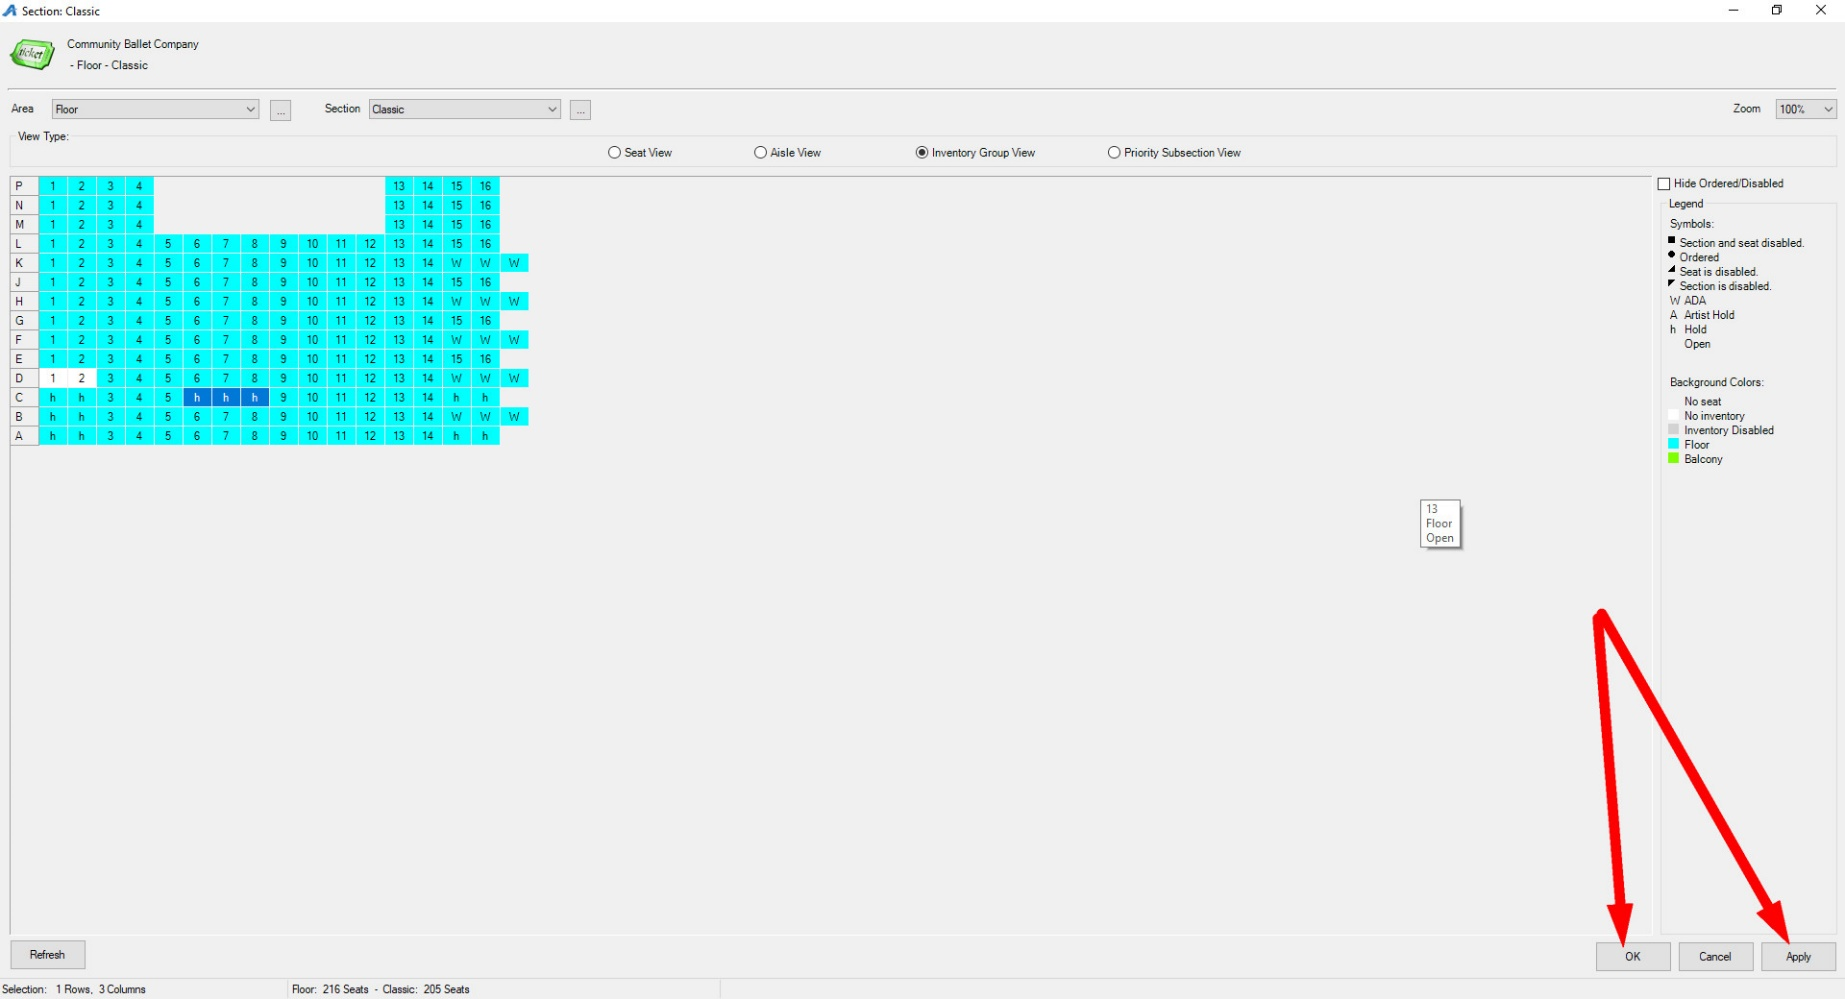 Section: Classic
ticket
Community Ballet Company
- Floor - Classic
Area Floor ... Section Classic ... Zoom 100%
View Type:
Seat View Aisle View Inventory Group View Priority Subsection View
P 1 2 3 4 13 14 15 16
N 1 2 3 4 13 14 15 16
M 1 2 3 4 13 14 15 16
L 1 2 3 4 5 6 7 8 9 10 11 12 13 14 15 16
K 1 2 3 4 5 6 7 8 9 10 11 12 13 14 W W W
J 1 2 3 4 5 6 7 8 9 10 11 12 13 14 15 16
H 1 2 3 4 5 6 7 8 9 10 11 12 13 14 W W W
G 1 2 3 4 5 6 7 8 9 10 11 12 13 14 15 16
F 1 2 3 4 5 6 7 8 9 10 11 12 13 14 W W W
E 1 2 3 4 5 6 7 8 9 10 11 12 13 14 15 16
D 1 2 3 4 5 6 7 8 9 10 11 12 13 14 W W W
C h h 3 4 5 h h h 9 10 11 12 13 14 h h
B h h 3 4 5 6 7 8 9 10 11 12 13 14 W W W
A h h 3 4 5 6 7 8 9 10 11 12 13 14 h h
Hide Ordered/Disabled
Legend
Symbols:
Section and seat disabled.
Ordered
Seat is disabled.
Section is disabled.
W ADA
A Artist Hold
h Hold
Open
Background Colors:
No seat
No inventory
Inventory Disabled
Floor
Balcony
13
Floor
Open
Refresh OK Cancel Apply
Selection: 1 Rows, 3 Columns Floor: 216 Seats - Classic: 205 Seats